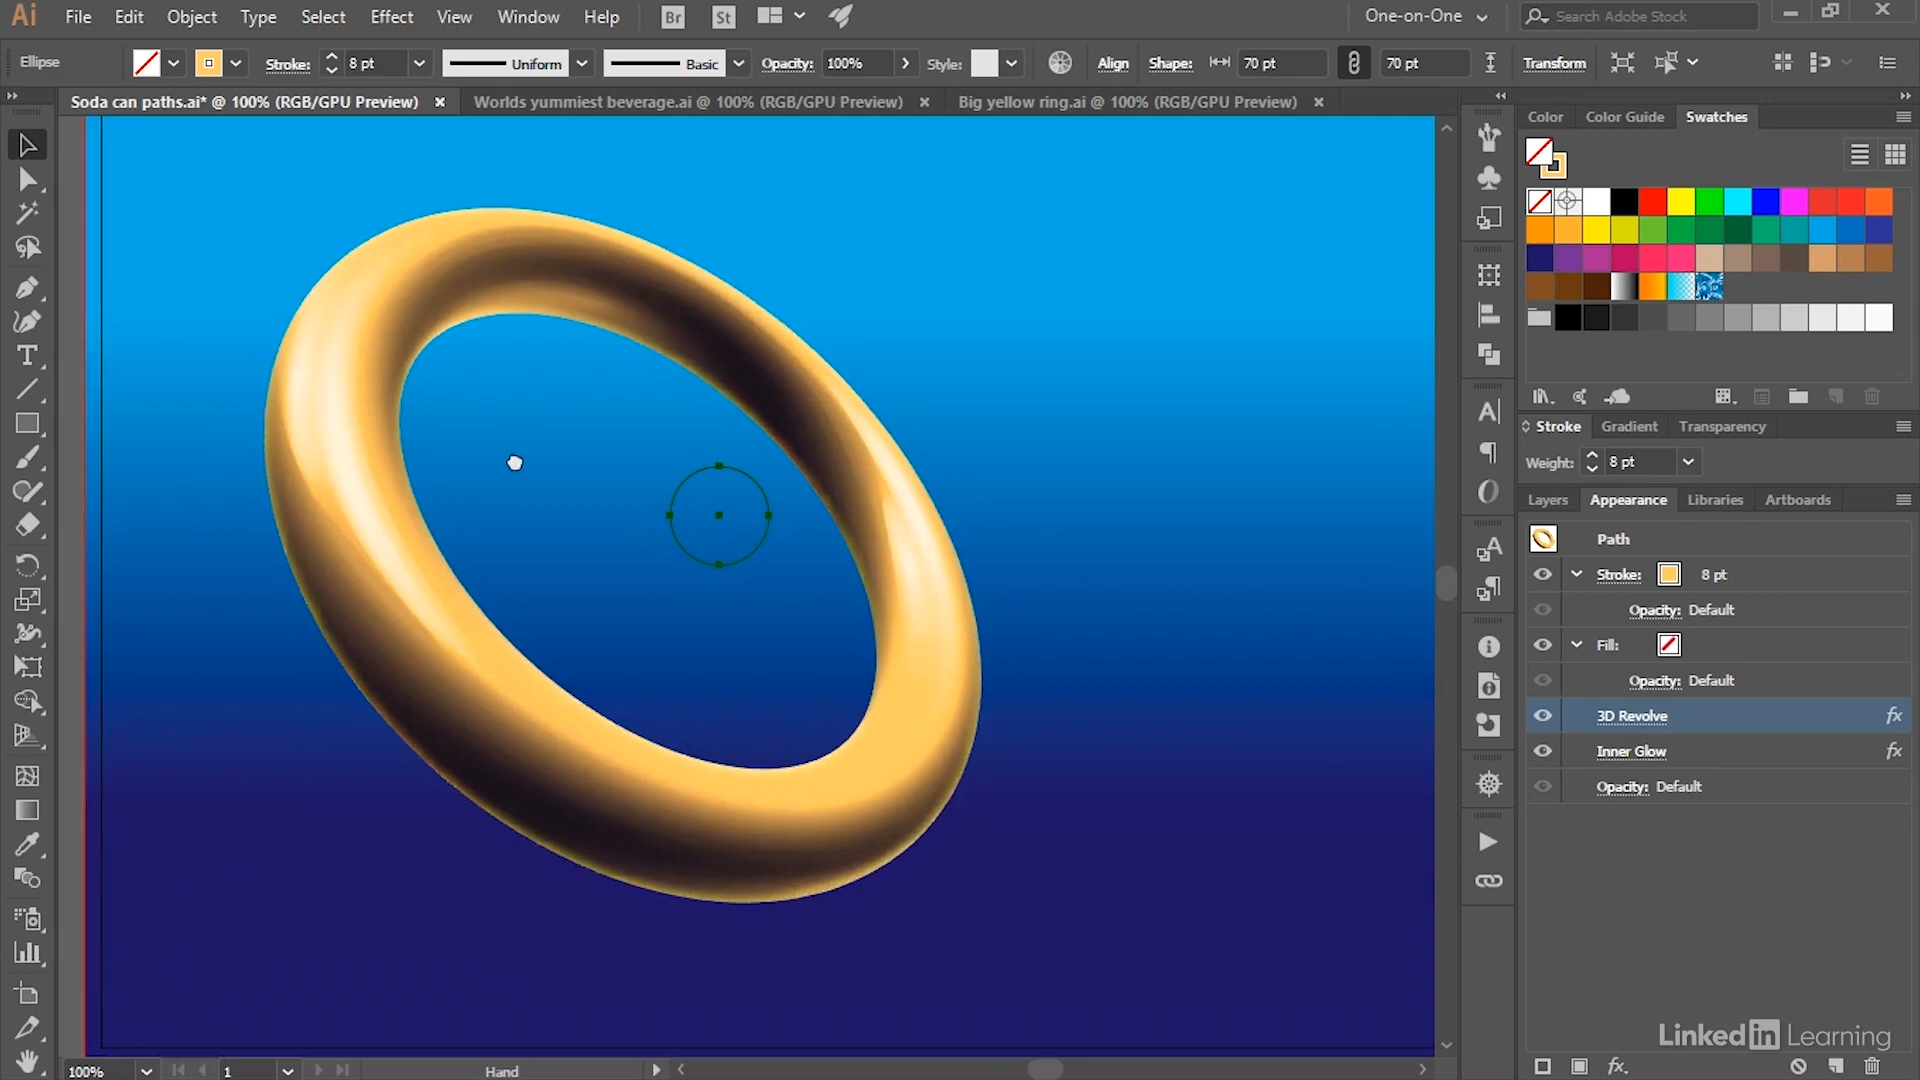 Ai File Edit Object Type Select Effect View Window Help Br St One-on-One Search Adobe Stock
Ellipse Stroke: 8 pt Uniform Basic Opacity: 100% Style: Align Shape: 70 pt 70 pt Transform
Soda can paths.ai* @ 100% (RGB/GPU Preview) Worlds yummiest beverage.ai @ 100% (RGB/GPU Preview) Big yellow ring.ai @ 100% (RGB/GPU Preview)
Color Color Guide Swatches
Stroke Gradient Transparency
Weight: 8 pt
Layers Appearance Libraries Artboards
Path
Stroke: 8 pt
Opacity: Default
Fill:
Opacity: Default
3D Revolve fx
Inner Glow fx
Opacity: Default
LinkedIn Learning
fx.
100% 1 Hand